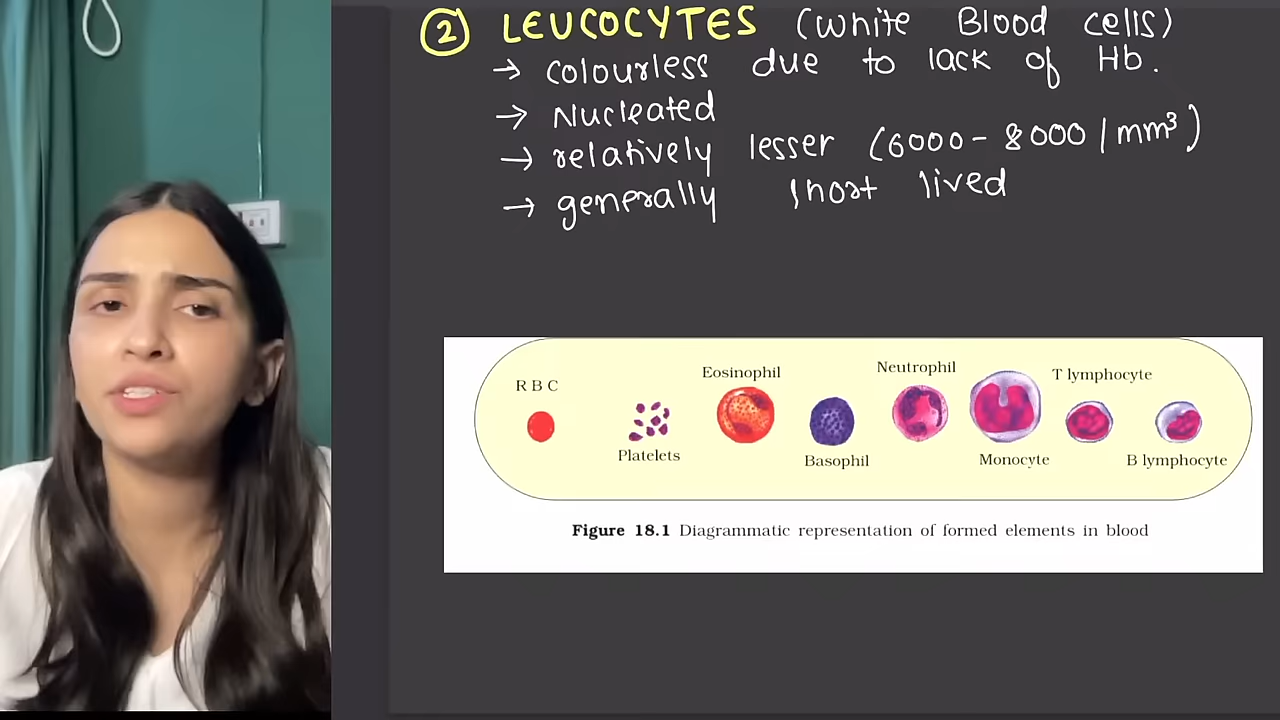 ② LEUCOCYTES (White Blood cells)
→ colourless due to lack of Hb.
→ Nucleated
→ relatively lesser (6000 - 8000 / mm³)
→ generally short lived
R B C
Platelets
Eosinophil
Basophil
Neutrophil
Monocyte
T lymphocyte
B lymphocyte
Figure 18.1 Diagrammatic representation of formed elements in blood